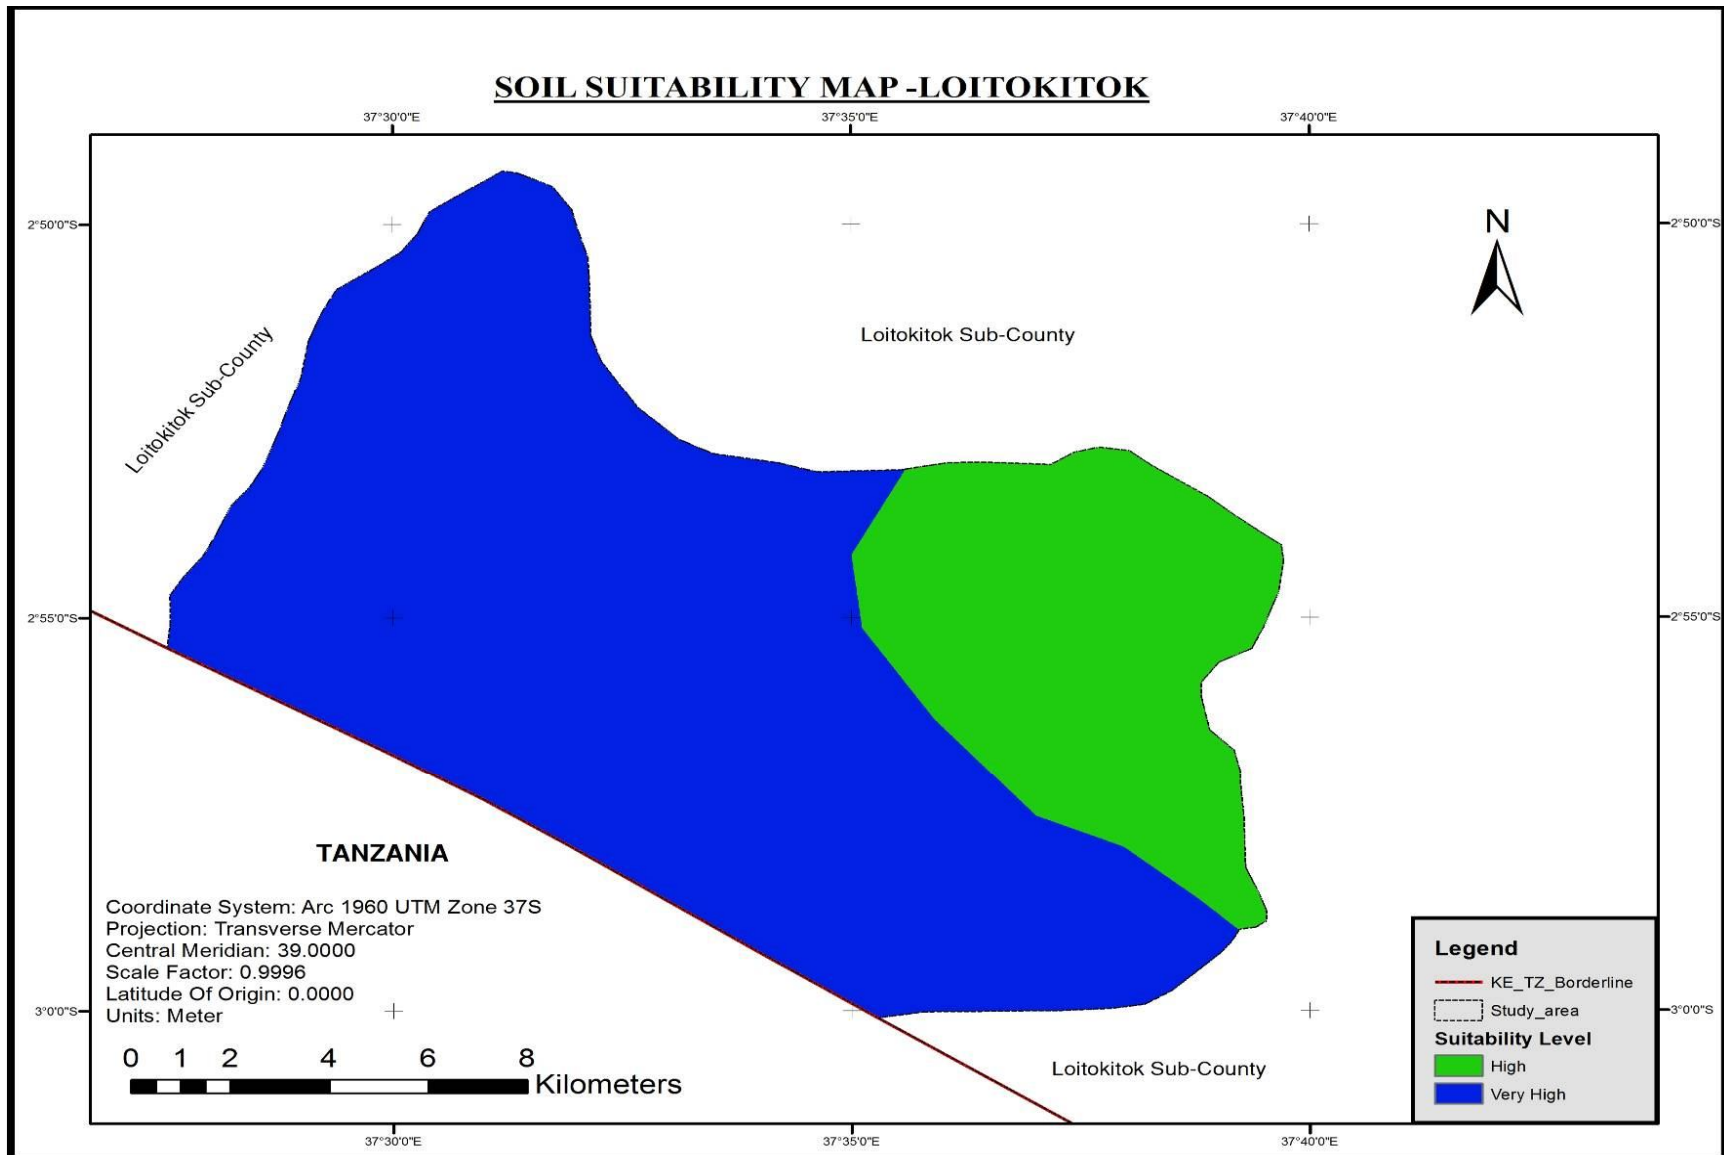 SOIL SUITABILITY MAP -LOITOKITOK
37°30'0"E
37°35'0"E
37°40'0"E
2°50'0"S
2°50'0"S
N
Loitokitok Sub-County
Loitokitok Sub-County
2°55'0"S
2°55'0"S
TANZANIA
Coordinate System: Arc 1960 UTM Zone 37S
Projection: Transverse Mercator
Central Meridian: 39.0000
Scale Factor: 0.9996
Latitude Of Origin: 0.0000
Units: Meter
3°0'0"S
3°0'0"S
0 1 2 4 6 8
Kilometers
Loitokitok Sub-County
Legend
KE_TZ_Borderline
Study_area
Suitability Level
High
Very High
37°30'0"E
37°35'0"E
37°40'0"E